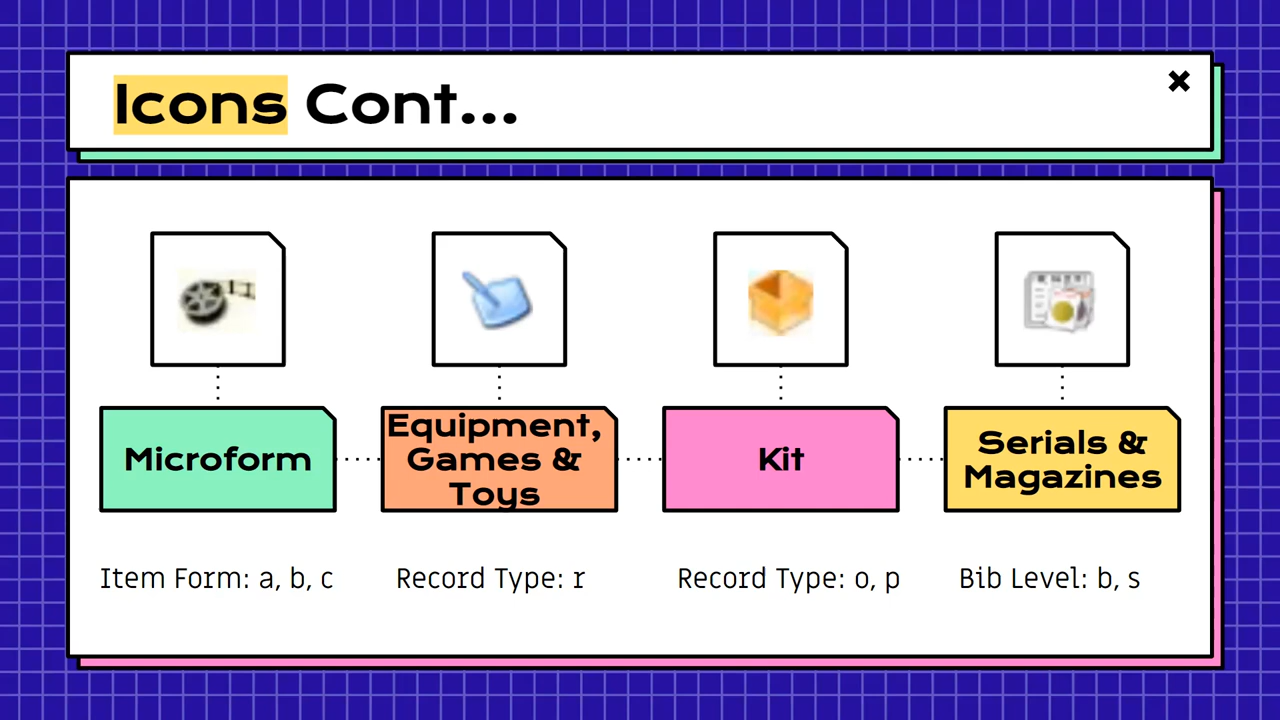 Icons Cont...
Microform
Equipment,
Games &
Toys
Kit
Serials &
Magazines
Item Form: a, b, c
Record Type: r
Record Type: o, p
Bib Level: b, s